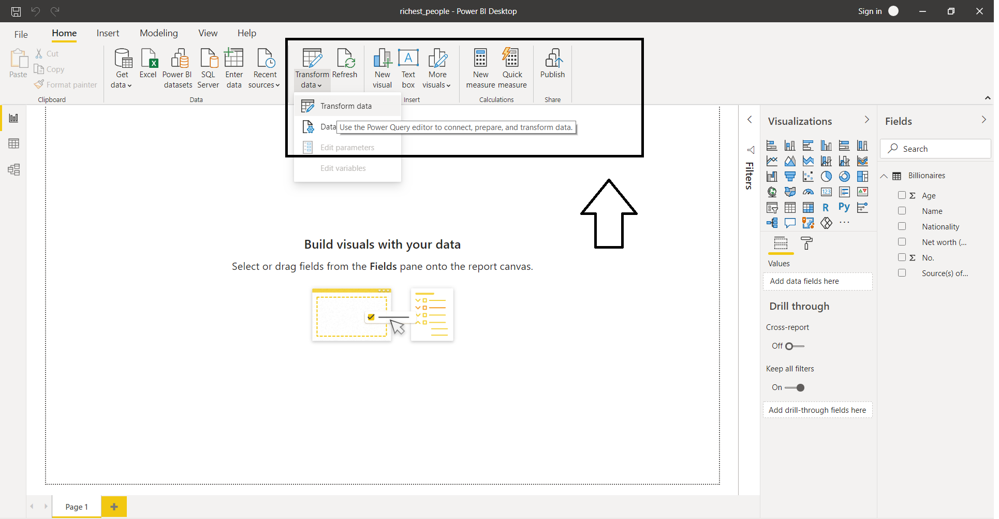 richest_people - Power BI Desktop
Sign in
File
Home
Insert
Modeling
View
Help
Paste
Cut
Copy
Format painter
Clipboard
Get data
Excel
Power BI datasets
SQL Server
Enter data
Recent sources
Data
Transform data
Refresh
New visual
Text box
More visuals
Insert
New measure
Quick measure
Calculations
Publish
Share
Transform data
Data
Use the Power Query editor to connect, prepare, and transform data.
Edit parameters
Edit variables
Build visuals with your data
Select or drag fields from the Fields pane onto the report canvas.
Filters
Visualizations
123
R
Py
...
Values
Add data fields here
Drill through
Cross-report
Off
Keep all filters
On
Add drill-through fields here
Fields
Search
Billionaires
Σ Age
Name
Nationality
Net worth (...
Σ No.
Source(s) of...
Page 1